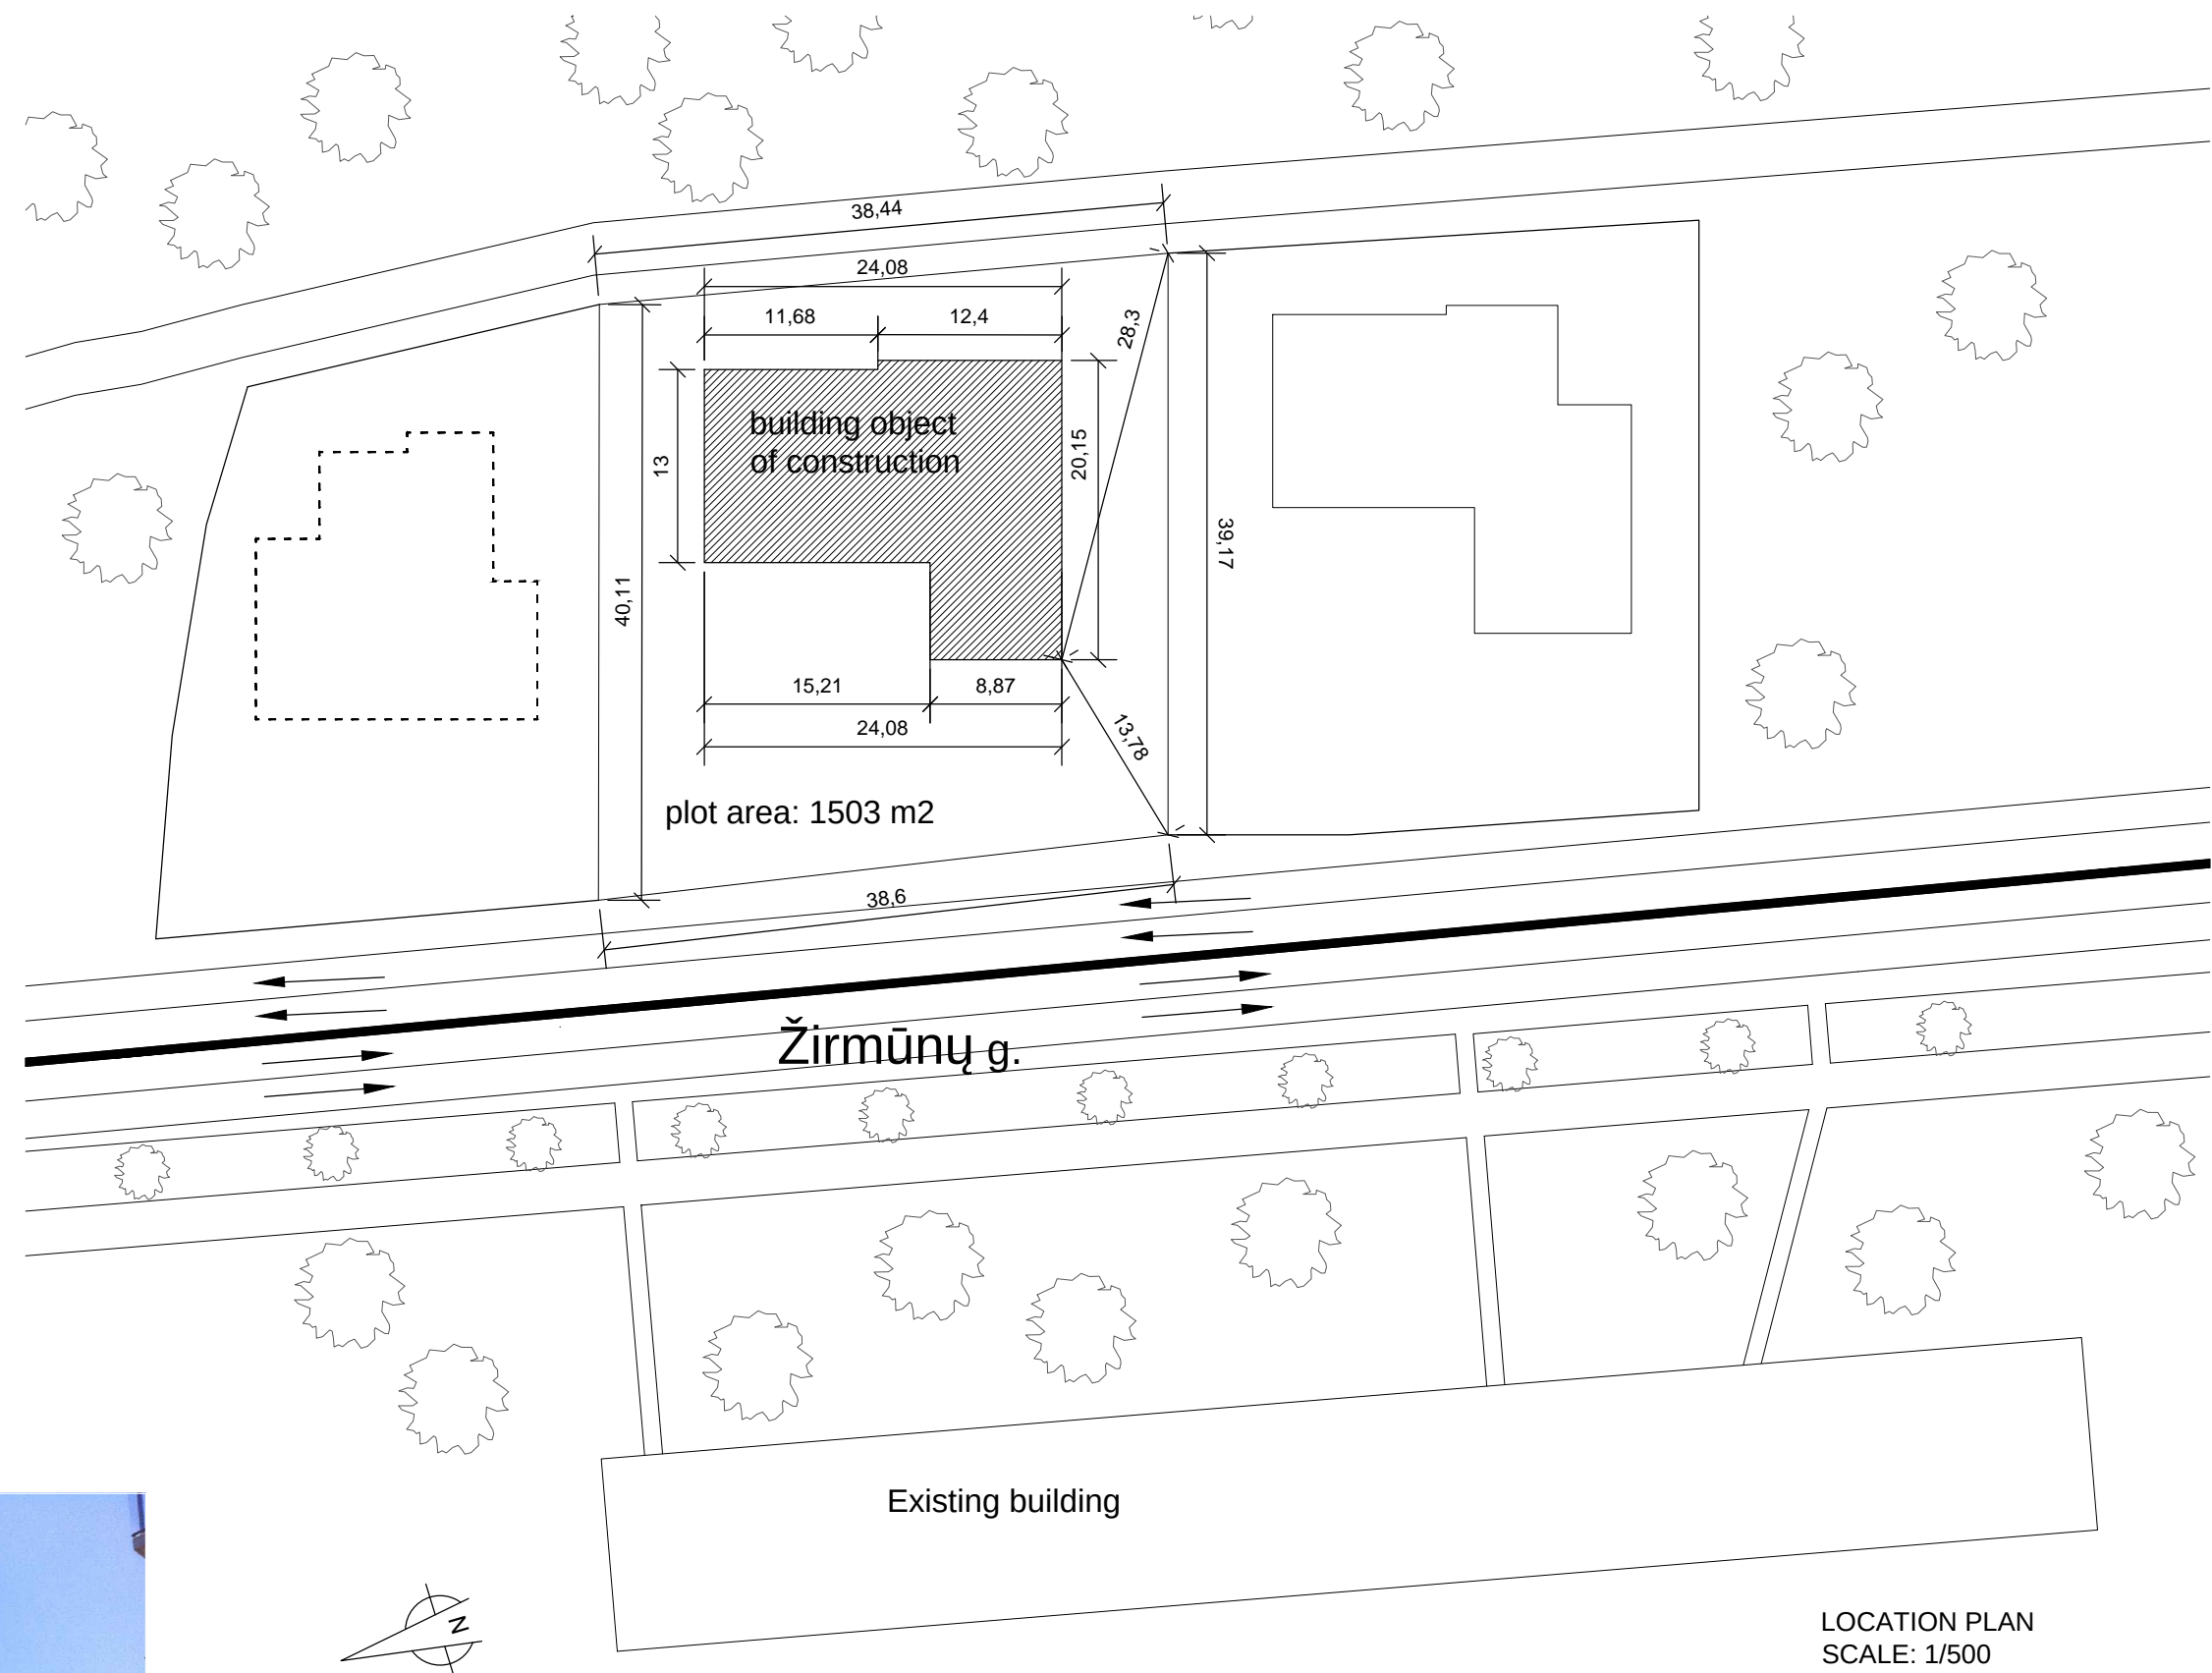 38,44
24,08
11,68
12,4
28,3
building object
of construction
13
20,15
39,17
40,11
15,21
8,87
24,08
13,78
plot area: 1503 m2
38,6
Žirmūnų g.
Existing building
N
LOCATION PLAN
SCALE: 1/500